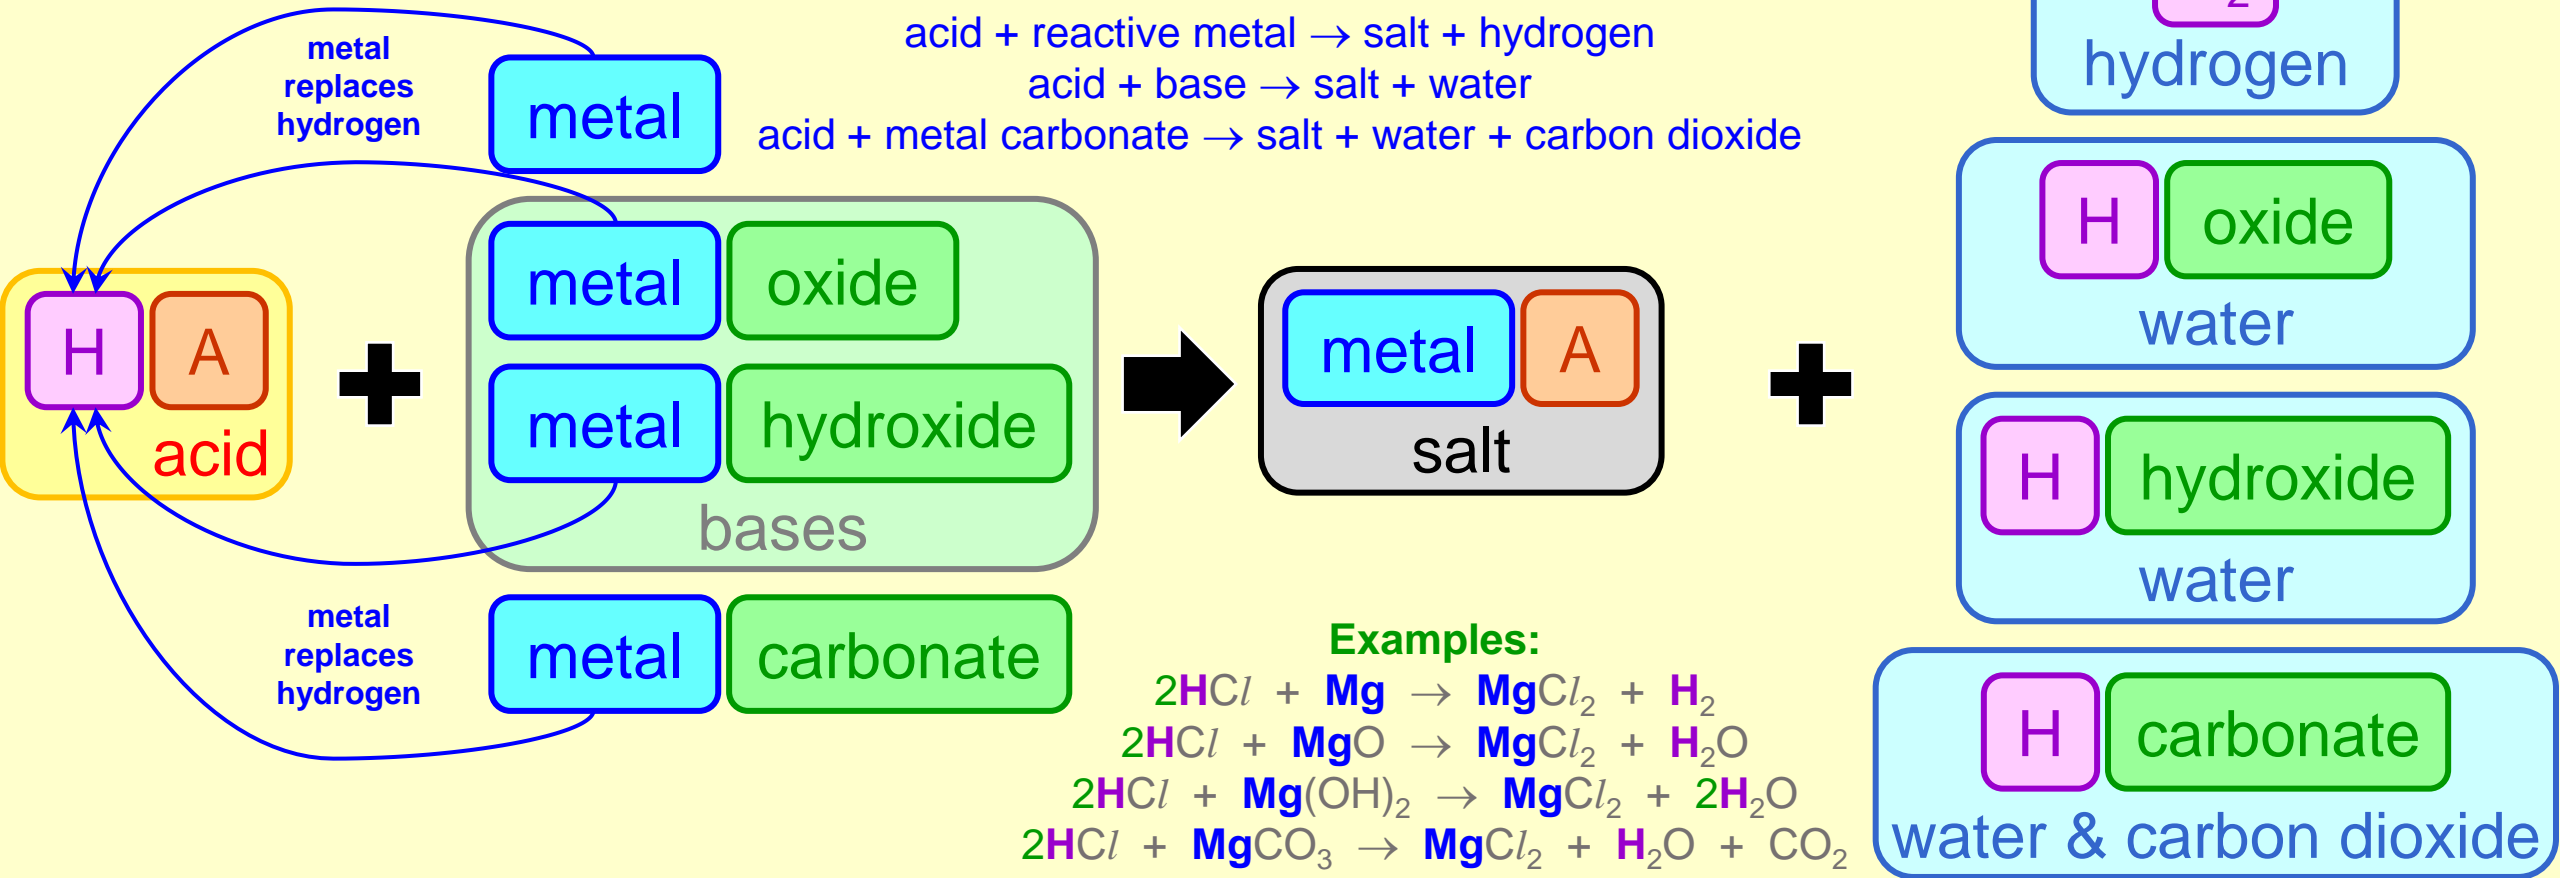 metal
replaces
hydrogen
metal
acid + reactive metal → salt + hydrogen
acid + base → salt + water
acid + metal carbonate → salt + water + carbon dioxide
2
hydrogen
H A
acid
metal oxide
metal hydroxide
bases
metal A
salt
H oxide
water
H hydroxide
water
metal
replaces
hydrogen
metal carbonate
Examples:
2HCl + Mg → MgCl₂ + H₂
2HCl + MgO → MgCl₂ + H₂O
2HCl + Mg(OH)₂ → MgCl₂ + 2H₂O
2HCl + MgCO₃ → MgCl₂ + H₂O + CO₂
H carbonate
water & carbon dioxide